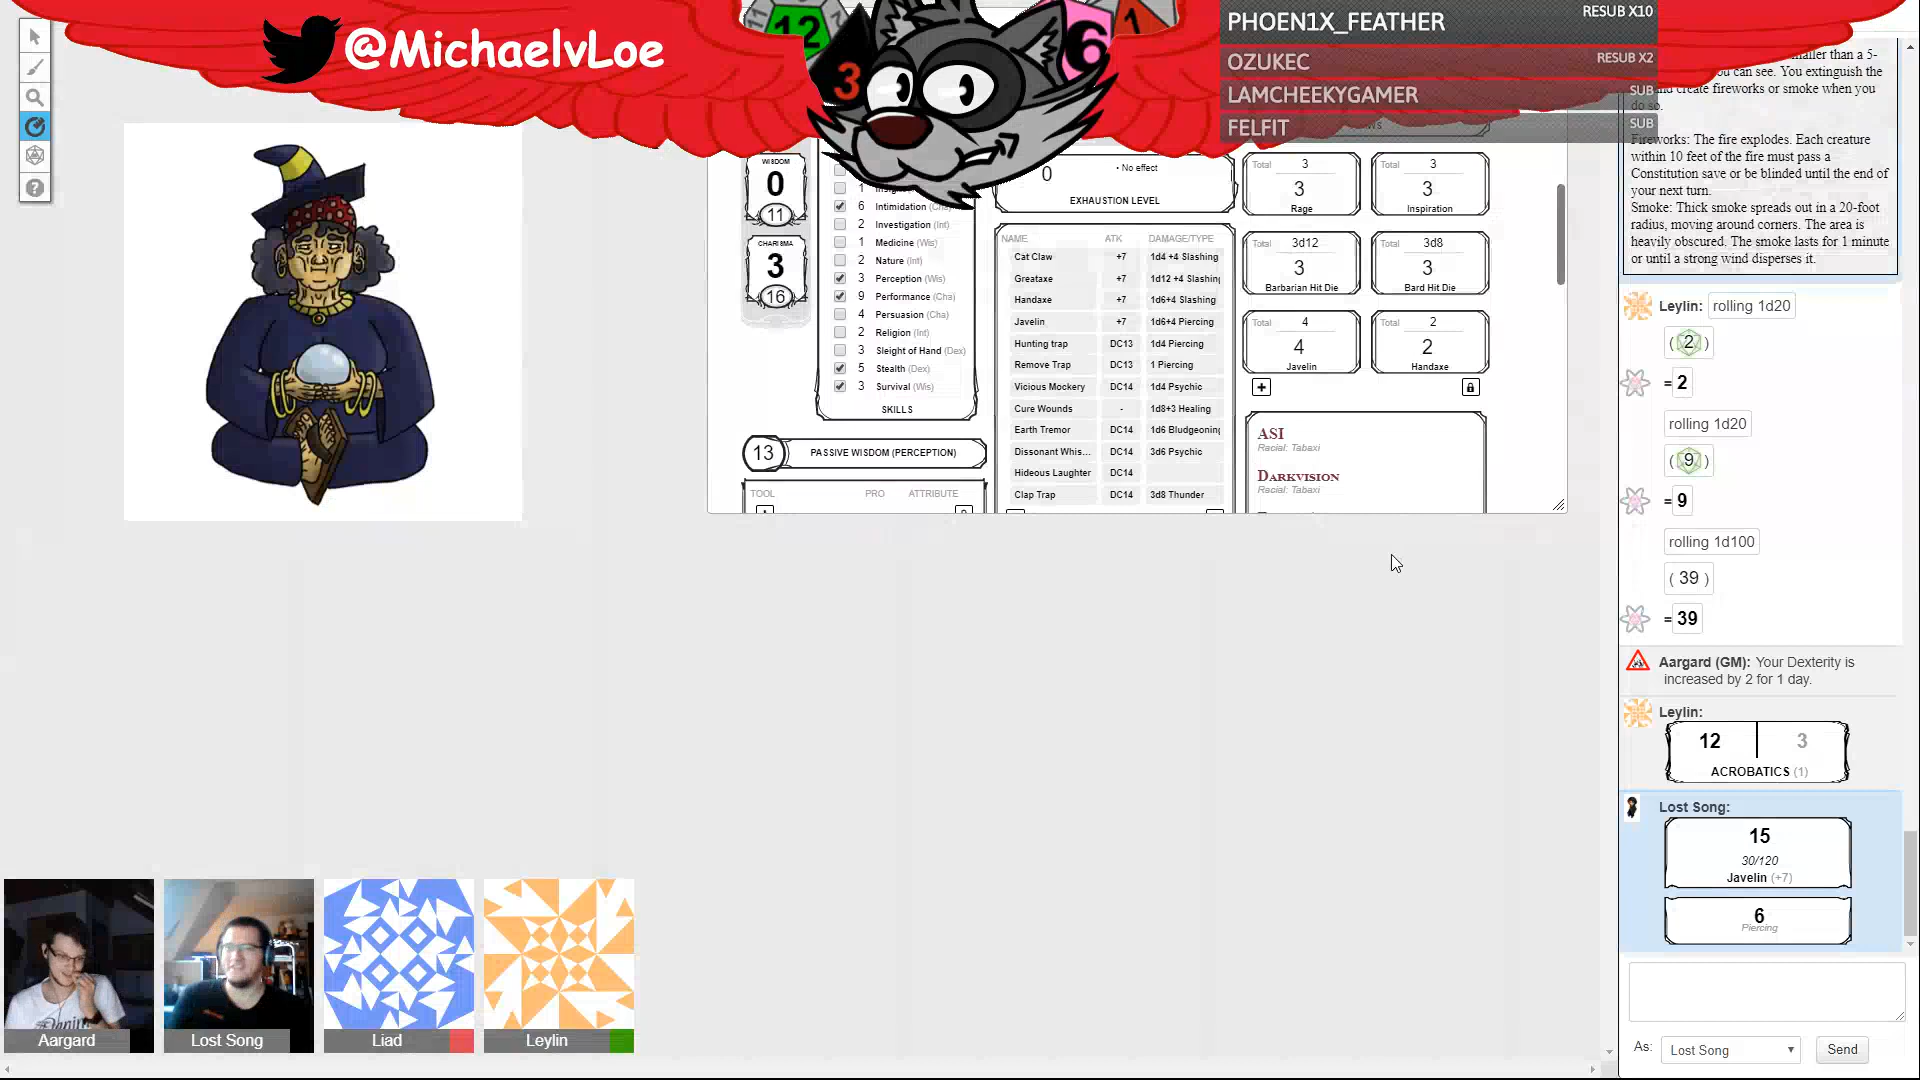 @MichaelvLoe
12
3
6
1
PHOEN1X_FEATHER RESUB X10
OZUKEC RESUB X2
LAMCHEEKYGAMER SUB
FELFIT SUB
WISDOM
0
11
CHARISMA
3
16
1
6 Intimidation
2 Investigation (Int)
1 Medicine (Wis)
2 Nature (Int)
3 Perception (Wis)
9 Performance (Cha)
4 Persuasion (Cha)
2 Religion (Int)
3 Sleight of Hand (Dex)
5 Stealth (Dex)
3 Survival (Wis)
SKILLS
13 PASSIVE WISDOM (PERCEPTION)
TOOL PRO ATTRIBUTE
0 • No effect
EXHAUSTION LEVEL
NAME ATK DAMAGE/TYPE
Cat Claw +7 1d4 +4 Slashing
Greataxe +7 1d12 +4 Slashing
Handaxe +7 1d6+4 Slashing
Javelin +7 1d6+4 Piercing
Hunting trap DC13 1d4 Piercing
Remove Trap DC13 1 Piercing
Vicious Mockery DC14 1d4 Psychic
Cure Wounds - 1d8+3 Healing
Earth Tremor DC14 1d6 Bludgeoning
Dissonant Whis... DC14 3d6 Psychic
Hideous Laughter DC14
Clap Trap DC14 3d8 Thunder
Total 3
3
Rage
Total 3
3
Inspiration
Total 3d12
3
Barbarian Hit Die
Total 3d8
3
Bard Hit Die
Total 4
4
Javelin
Total 2
2
Handaxe
ASI
Racial: Tabaxi
DARKVISION
Racial: Tabaxi
maller than a 5-
ou can see. You extinguish the
create fireworks or smoke when you
do so.
Fireworks: The fire explodes. Each creature
within 10 feet of the fire must pass a
Constitution save or be blinded until the end of
your next turn.
Smoke: Thick smoke spreads out in a 20-foot
radius, moving around corners. The area is
heavily obscured. The smoke lasts for 1 minute
or until a strong wind disperses it.
Leylin: rolling 1d20
(2)
=2
rolling 1d20
(9)
=9
rolling 1d100
(39)
=39
Aargard (GM): Your Dexterity is
increased by 2 for 1 day.
Leylin:
12 3
ACROBATICS (1)
Lost Song:
15
30/120
Javelin (+7)
6
Piercing
As: Lost Song Send
Aargard
Lost Song
Liad
Leylin